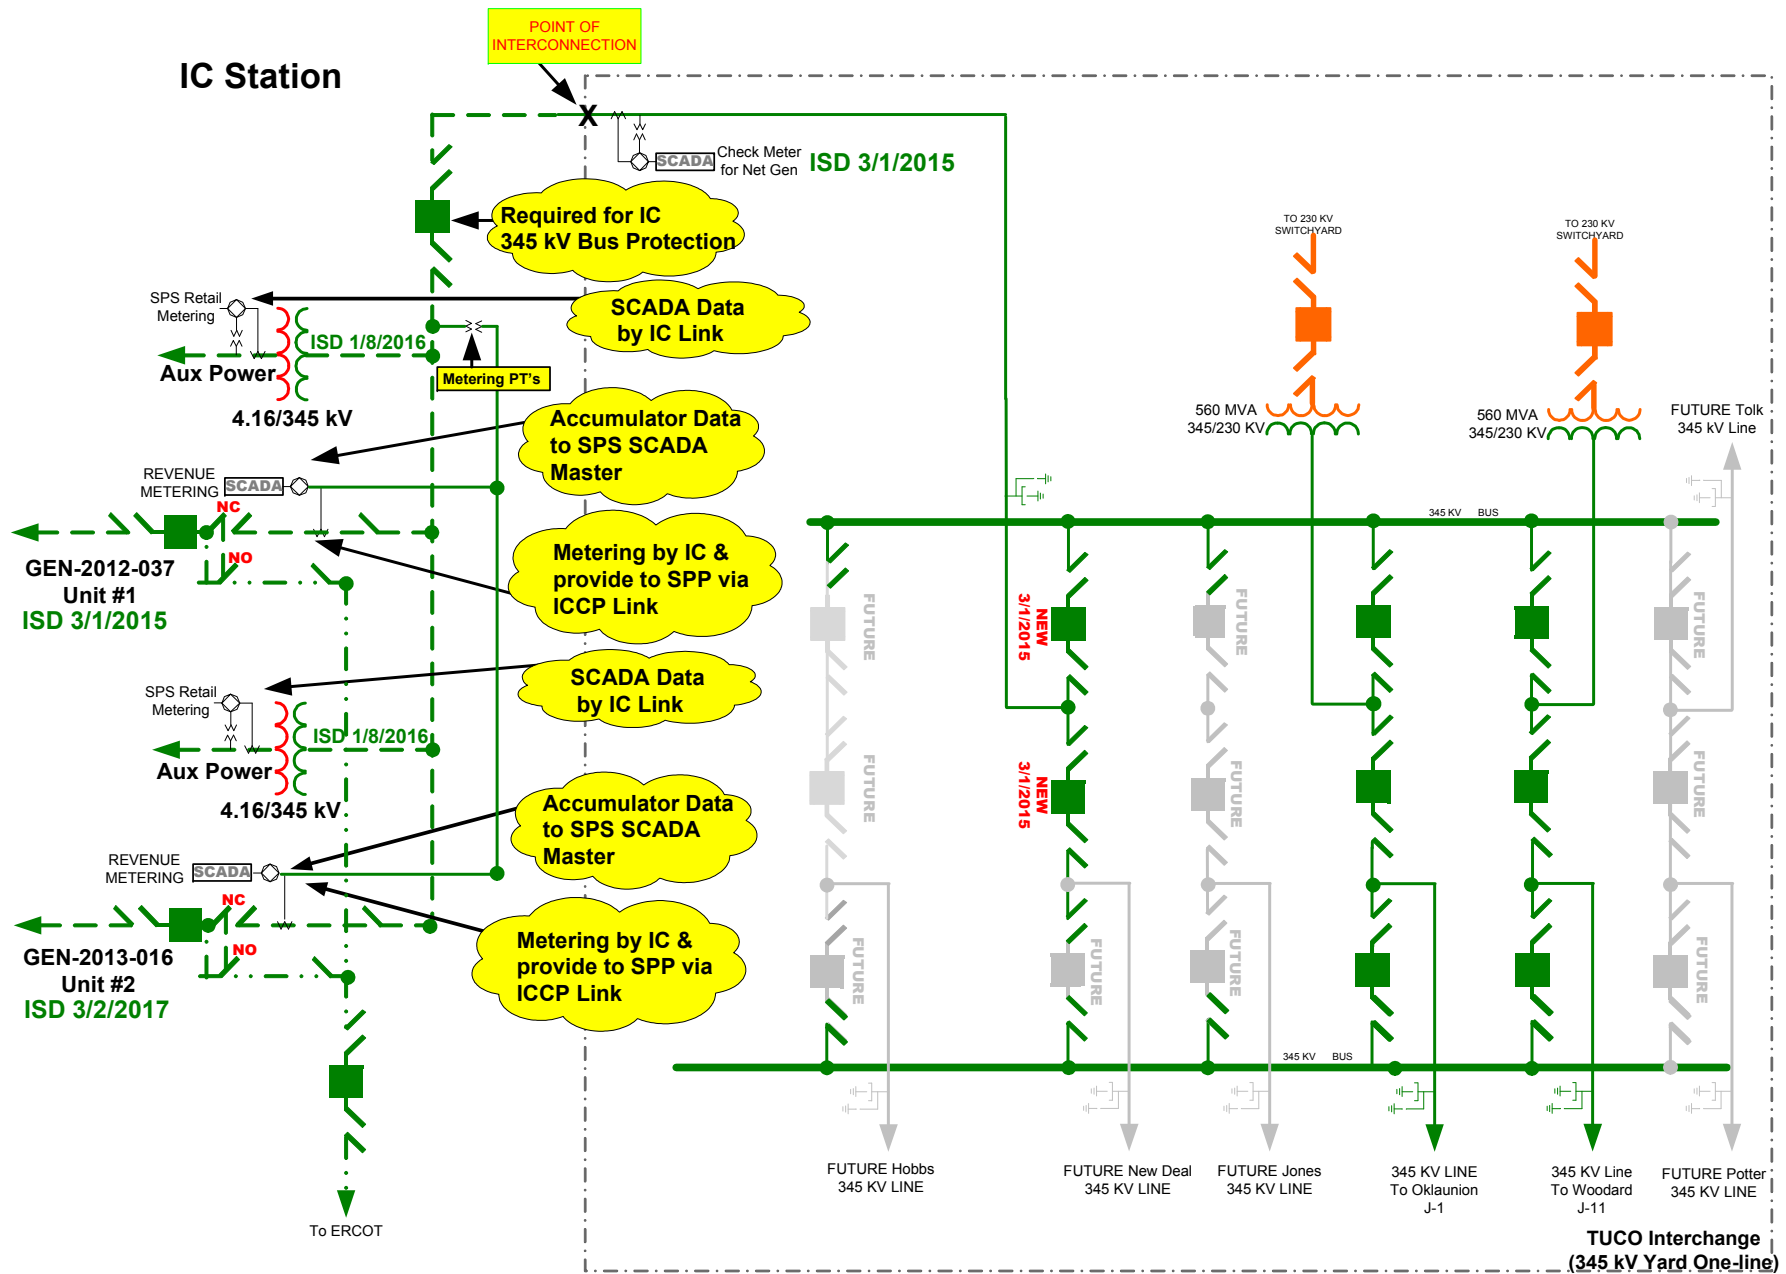 POINT OF
INTERCONNECTION
IC Station
X
SCADA
Check Meter
for Net Gen
ISD 3/1/2015
Required for IC
345 kV Bus Protection
TO 230 KV
SWITCHYARD
TO 230 KV
SWITCHYARD
SPS Retail
Metering
SCADA Data
by IC Link
ISD 1/8/2016
Aux Power
Metering PT's
4.16/345 kV
560 MVA
345/230 KV
560 MVA
345/230 KV
FUTURE Tolk
345 kV Line
Accumulator Data
to SPS SCADA
Master
REVENUE
METERING
SCADA
NC
NO
345 KV BUS
Metering by IC &
provide to SPP via
ICCP Link
GEN-2012-037
Unit #1
ISD 3/1/2015
FUTURE
NEW
3/1/2015
FUTURE
FUTURE
SCADA Data
by IC Link
SPS Retail
Metering
ISD 1/8/2016
Aux Power
4.16/345 kV
FUTURE
NEW
3/1/2015
FUTURE
FUTURE
Accumulator Data
to SPS SCADA
Master
REVENUE
METERING
SCADA
NC
NO
Metering by IC &
provide to SPP via
ICCP Link
GEN-2013-016
Unit #2
ISD 3/2/2017
FUTURE
FUTURE
FUTURE
FUTURE
345 KV BUS
To ERCOT
FUTURE Hobbs
345 KV LINE
FUTURE New Deal
345 KV LINE
FUTURE Jones
345 KV LINE
345 KV LINE
To Oklaunion
J-1
345 KV Line
To Woodard
J-11
FUTURE Potter
345 KV LINE
TUCO Interchange
(345 kV Yard One-line)